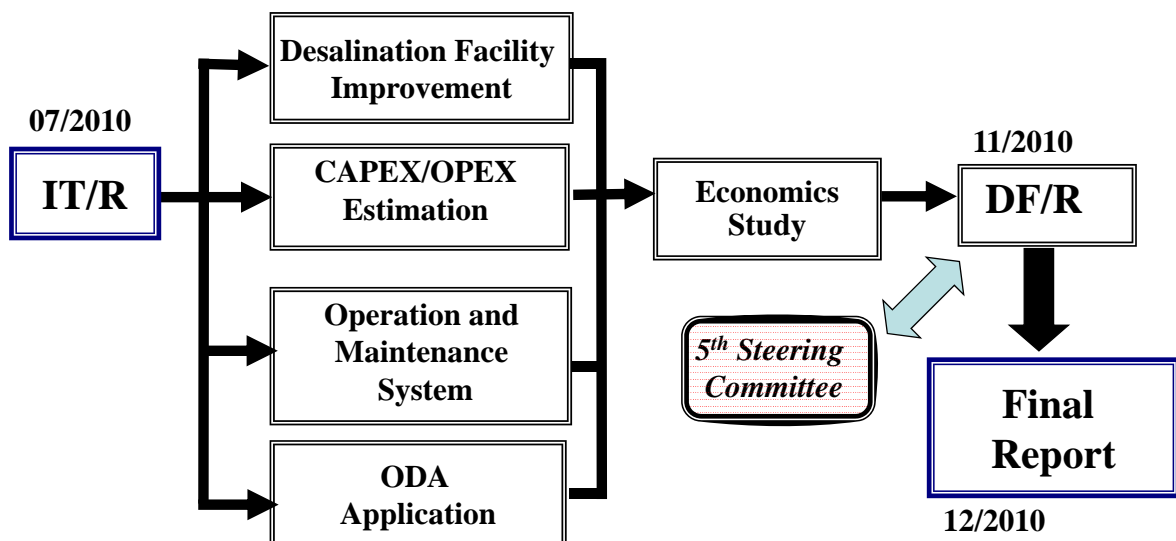 07/2010
IT/R
Desalination Facility
Improvement
CAPEX/OPEX
Estimation
Operation and
Maintenance
System
ODA
Application
Economics
Study
11/2010
DF/R
5th Steering
Committee
Final
Report
12/2010